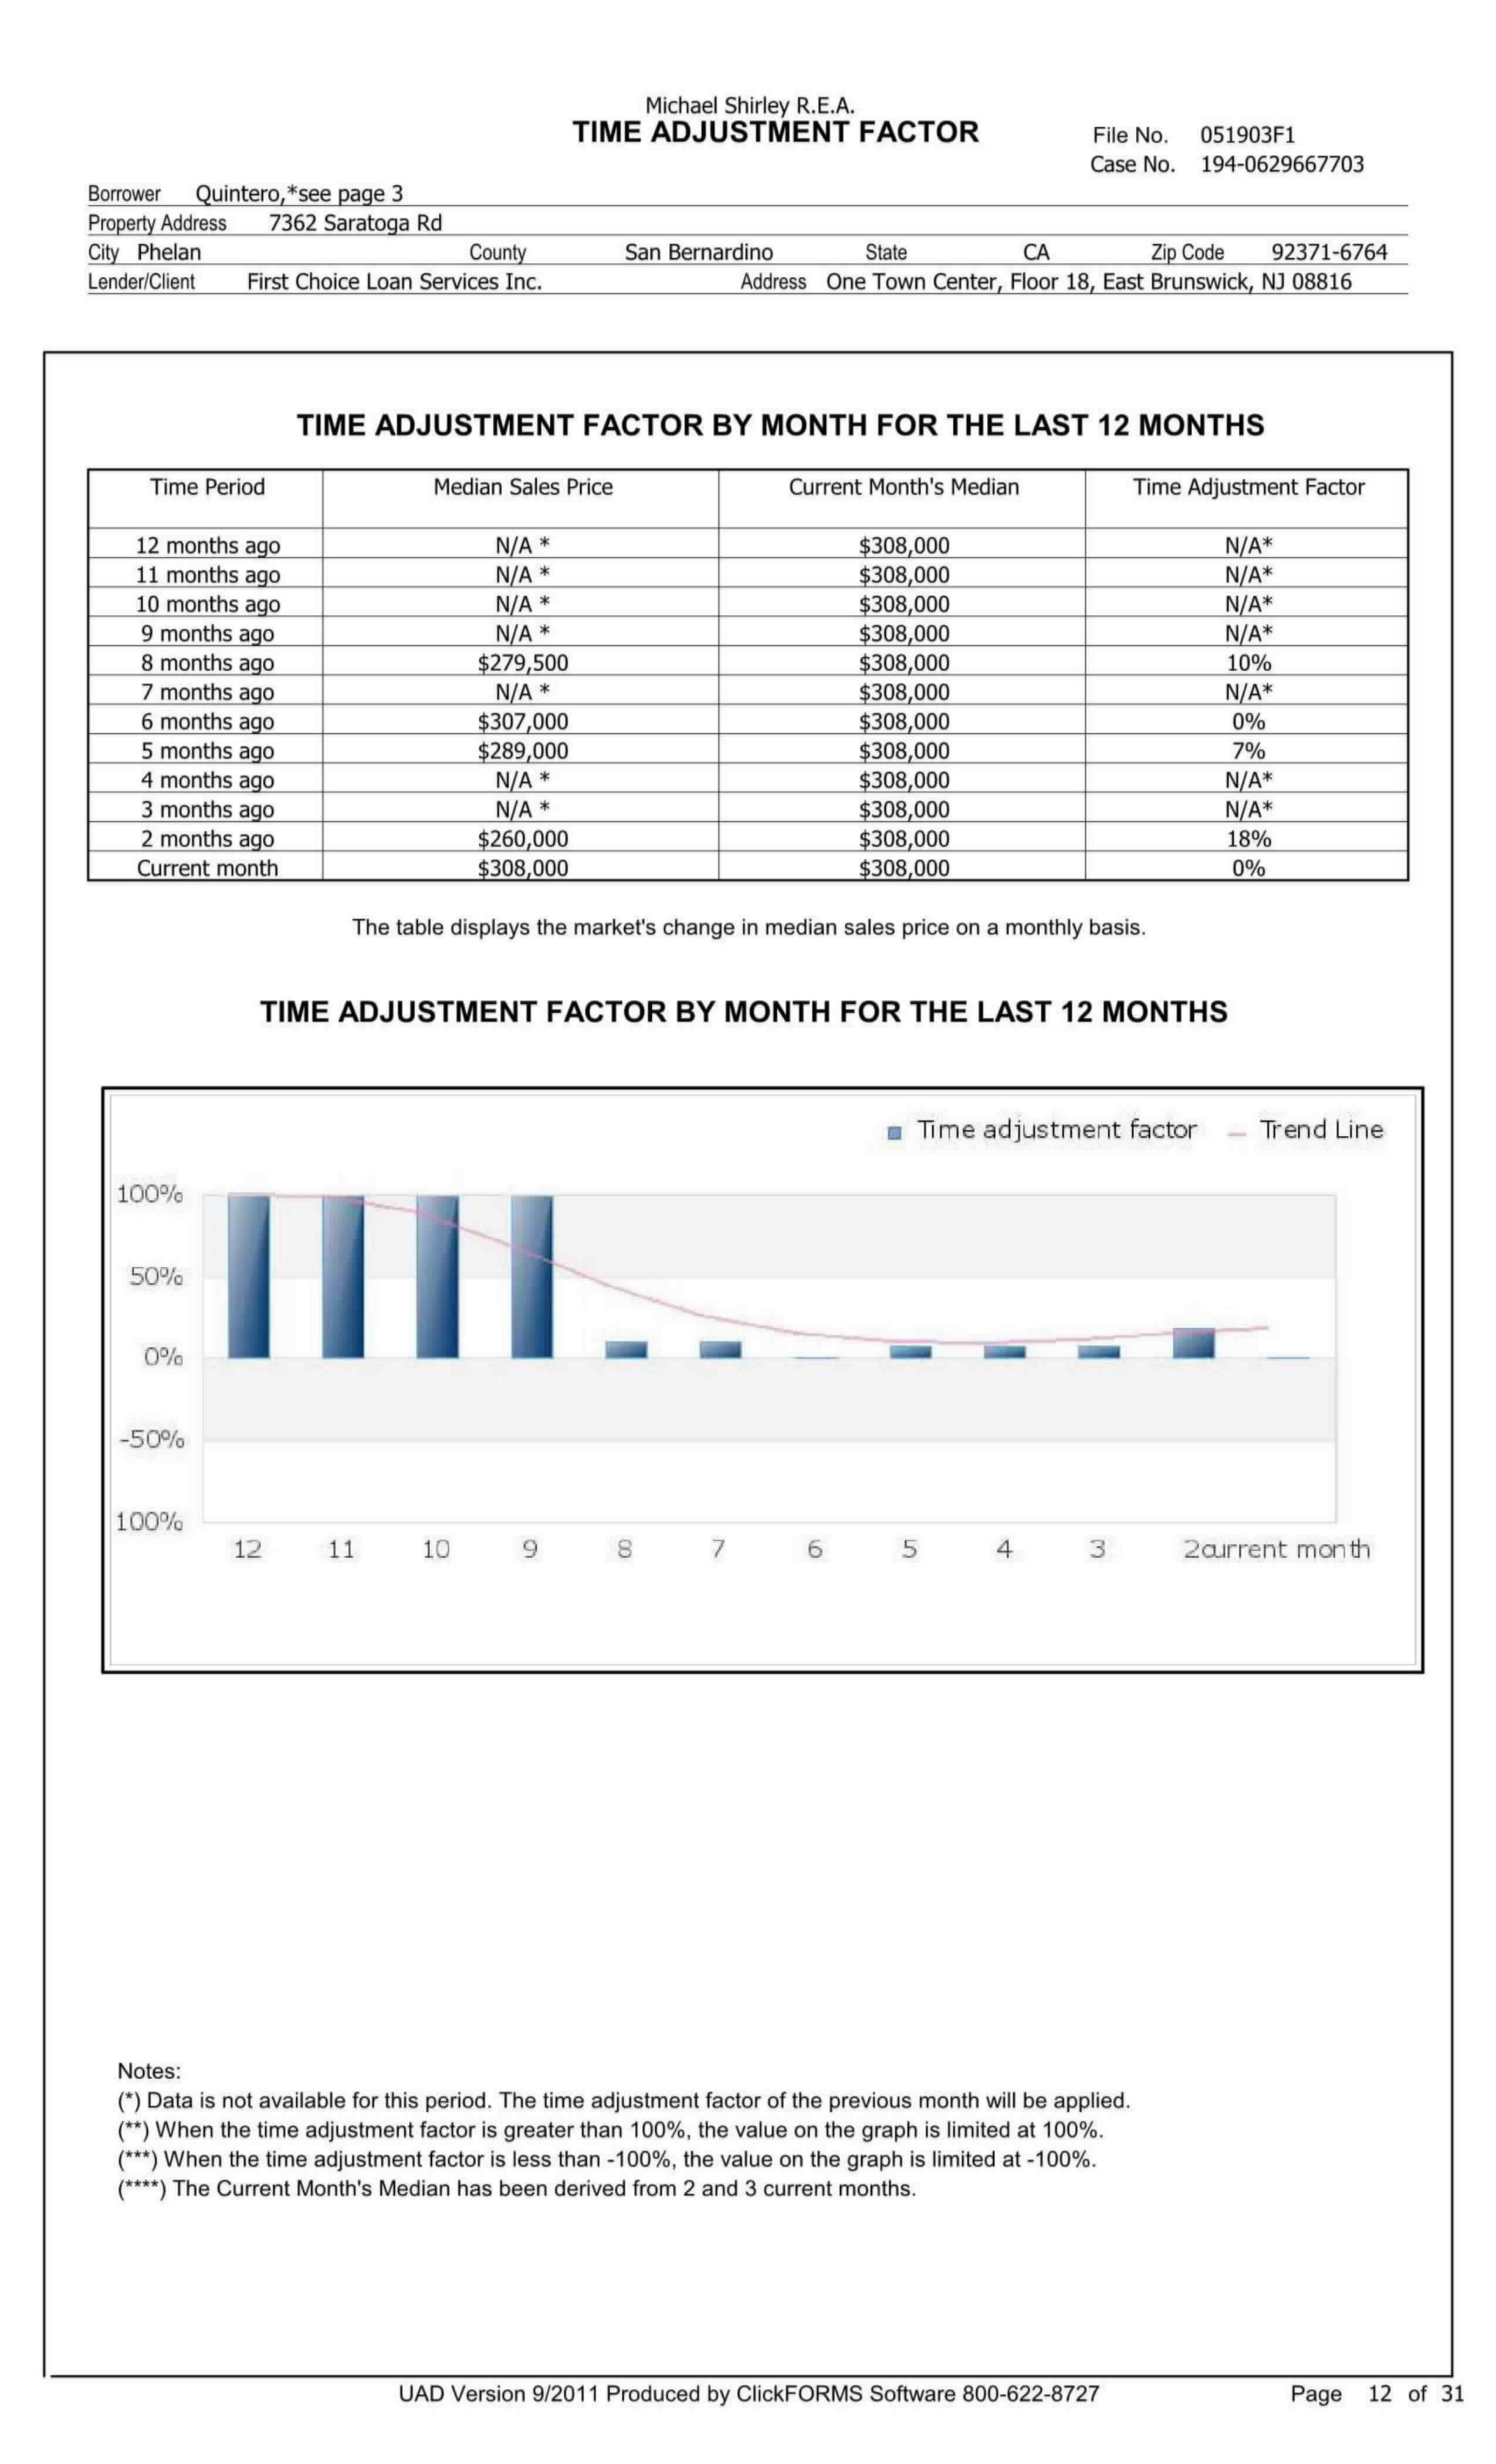 Michael Shirley R.E.A.
TIME ADJUSTMENT FACTOR
File No. 051903F1
Case No. 194-0629667703
Borrower Quintero,*see page 3
Property Address 7362 Saratoga Rd
City Phelan County San Bernardino State CA Zip Code 92371-6764
Lender/Client First Choice Loan Services Inc. Address One Town Center, Floor 18, East Brunswick, NJ 08816
TIME ADJUSTMENT FACTOR BY MONTH FOR THE LAST 12 MONTHS
Time Period Median Sales Price Current Month's Median Time Adjustment Factor
12 months ago N/A * $308,000 N/A*
11 months ago N/A * $308,000 N/A*
10 months ago N/A * $308,000 N/A*
9 months ago N/A * $308,000 N/A*
8 months ago $279,500 $308,000 10%
7 months ago N/A * $308,000 N/A*
6 months ago $307,000 $308,000 0%
5 months ago $289,000 $308,000 7%
4 months ago N/A * $308,000 N/A*
3 months ago N/A * $308,000 N/A*
2 months ago $260,000 $308,000 18%
Current month $308,000 $308,000 0%
The table displays the market's change in median sales price on a monthly basis.
TIME ADJUSTMENT FACTOR BY MONTH FOR THE LAST 12 MONTHS
Time adjustment factor Trend Line
100%
50%
0%
-50%
100%
12 11 10 9 8 7 6 5 4 3 2current month
Notes:
(*) Data is not available for this period. The time adjustment factor of the previous month will be applied.
(**) When the time adjustment factor is greater than 100%, the value on the graph is limited at 100%.
(***) When the time adjustment factor is less than -100%, the value on the graph is limited at -100%.
(****) The Current Month's Median has been derived from 2 and 3 current months.
UAD Version 9/2011 Produced by ClickFORMS Software 800-622-8727 Page 12 of 31